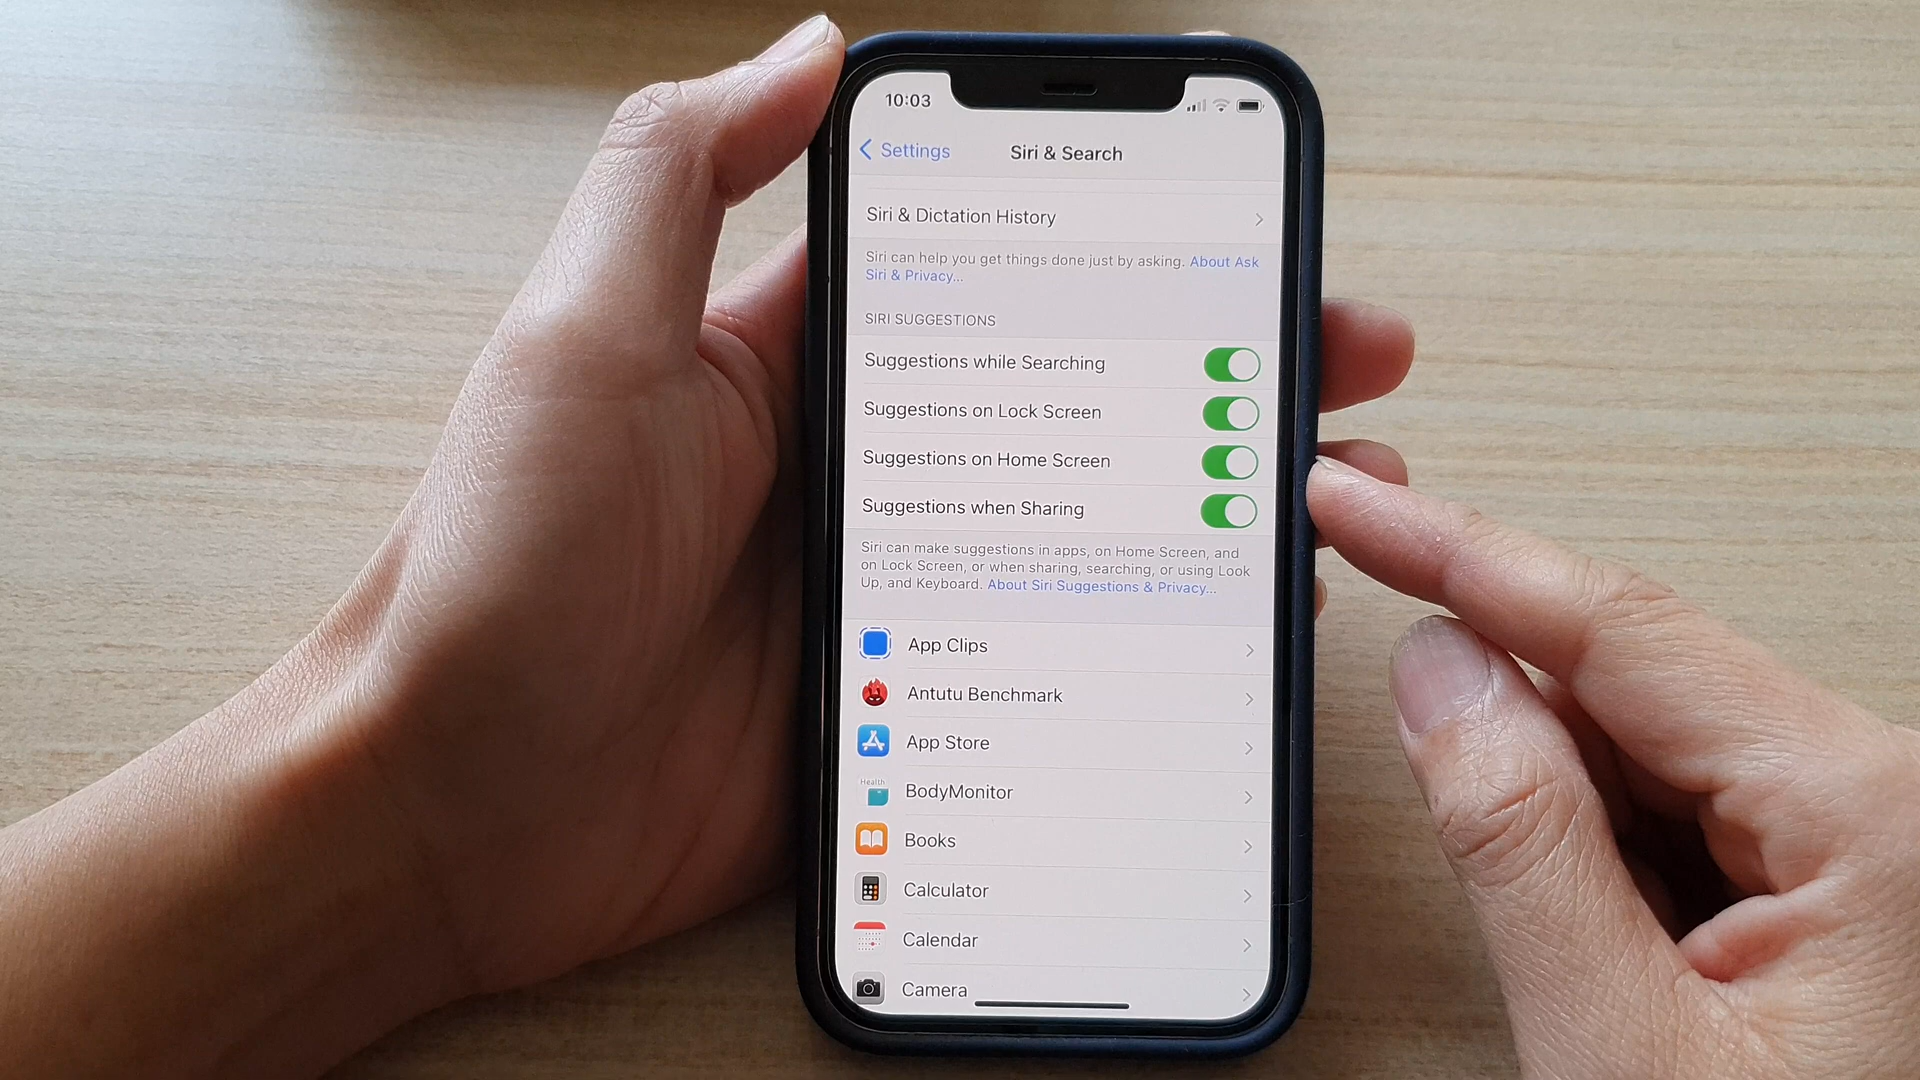 10:03
Settings
Siri & Search
Siri & Dictation History
Siri can help you get things done just by asking. About Ask
Siri & Privacy...
SIRI SUGGESTIONS
Suggestions while Searching
Suggestions on Lock Screen
Suggestions on Home Screen
Suggestions when Sharing
Siri can make suggestions in apps, on Home Screen, and
on Lock Screen, or when sharing, searching, or using Look
Up, and Keyboard. About Siri Suggestions & Privacy...
App Clips
Antutu Benchmark
App Store
Health
BodyMonitor
Books
Calculator
Calendar
Camera